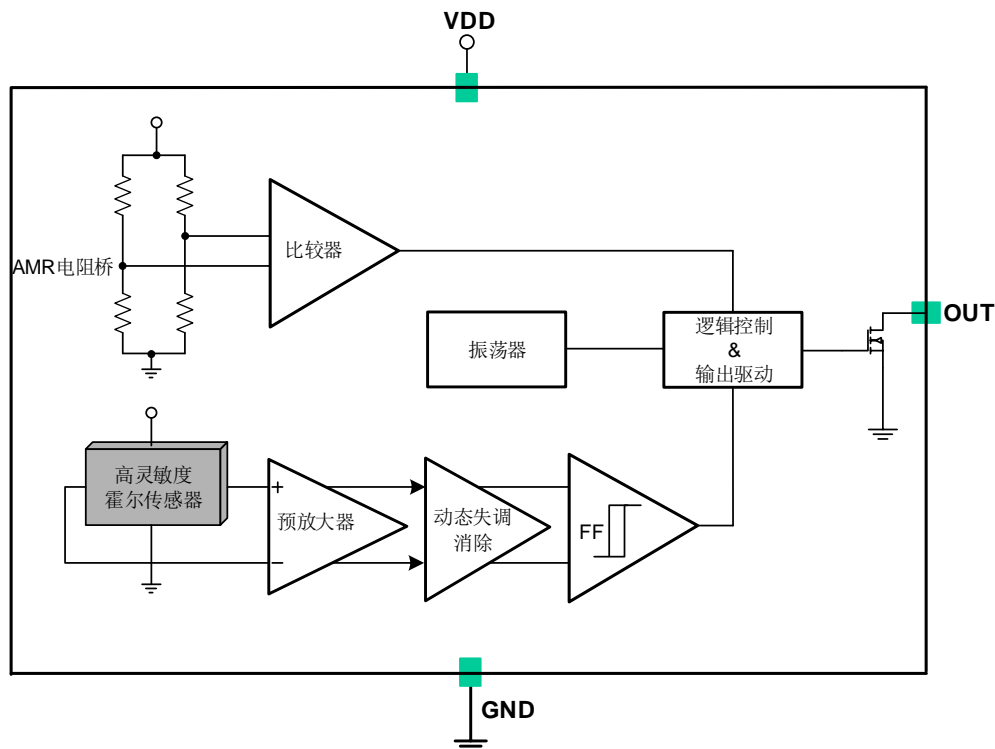 VDD
比较器
AMR电阻桥
OUT
振荡器
逻辑控制
&
输出驱动
高灵敏度
霍尔传感器
+
预放大器
−
动态失调
消除
FF
GND